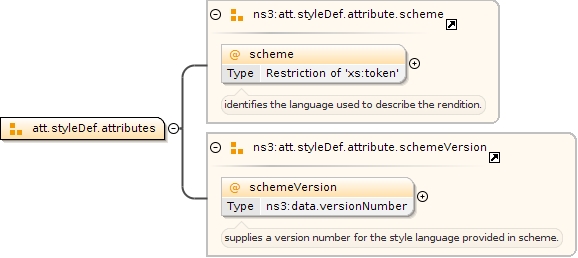 ns3:att.styleDef.attribute.scheme
@ scheme
Type Restriction of 'xs:token'
identifies the language used to describe the rendition.
att.styleDef.attributes
ns3:att.styleDef.attribute.schemeVersion
@ schemeVersion
Type ns3:data.versionNumber
supplies a version number for the style language provided in scheme.